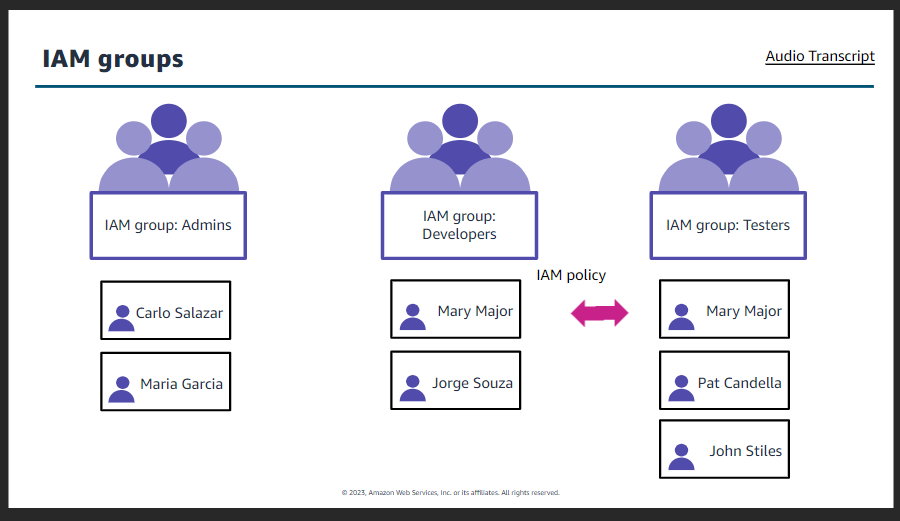 IAM groups
Audio Transcript
IAM group: Admins
IAM group:
Developers
IAM group: Testers
IAM policy
Carlo Salazar
Mary Major
Mary Major
Maria Garcia
Jorge Souza
Pat Candella
John Stiles
© 2023, Amazon Web Services, Inc. or its affiliates. All rights reserved.